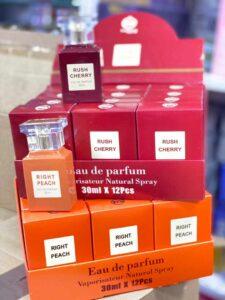 RUSH
CHERRY
RUSH
CHERRY
RUSH
CHERRY
RIGHT
PEACH
Eau de parfum
Vaporisateur Natural Spray
30ml X 12Pcs
RIGHT
PEACH
RIGHT
PEACH
RIGHT
PEACH
Eau de parfum
Vaporisateur Natural Spray
30ml X 12Pcs